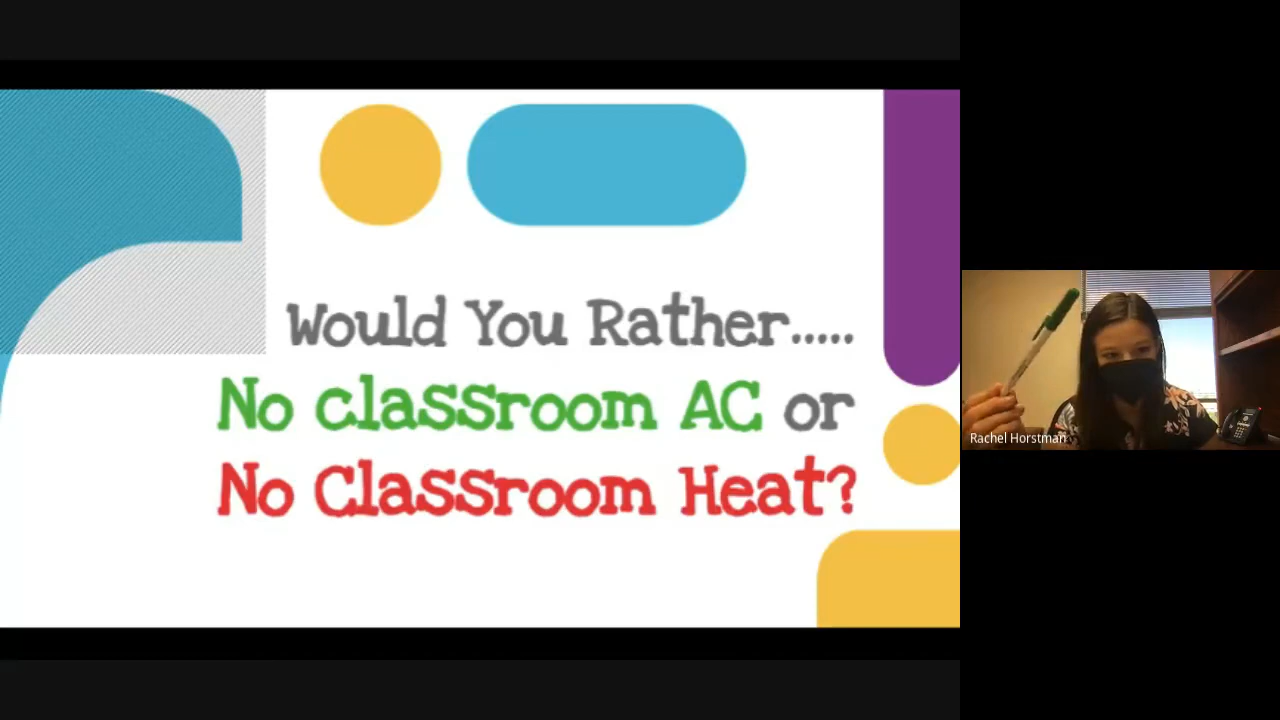 Would You Rather.....
No classroom AC or
No Classroom Heat?
Rachel Horstman